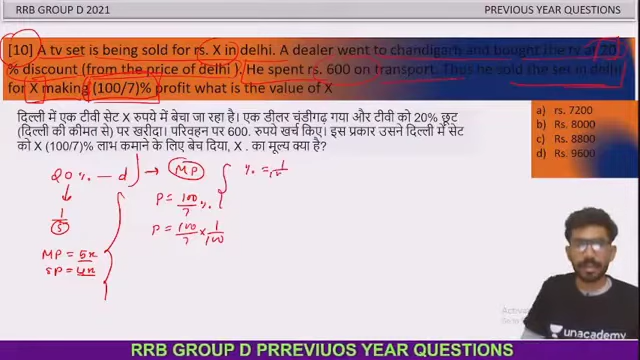 RRB GROUP D 2021
PREVIOUS YEAR QUESTIONS
[10] A tv set is being sold for rs. X in delhi. A dealer went to chandigarh and bought the tv at 20
% discount (from the price of delhi ). He spent rs. 600 on transport. Thus he sold the set in delhi
for X making (100/7)% profit what is the value of X
दिल्ली में एक टीवी सेट X रुपये में बेचा जा रहा है। एक डीलर चंडीगढ़ गया और टीवी को 20% छूट
(दिल्ली की कीमत से) पर खरीदा। परिवहन पर 600. रुपये खर्च किए। इस प्रकार उसने दिल्ली में सेट
को X (100/7)% लाभ कमाने के लिए बेच दिया, X . का मूल्य क्या है?
a) rs. 7200
b) Rs. 8000
c) Rs. 8800
d) Rs. 9600
20 % — d
MP
1/5
P = 100/7 %
P = 100/7 × 1/100
MP = 5x
SP = 4x
unacademy
RRB GROUP D PRREVIUOS YEAR QUESTIONS